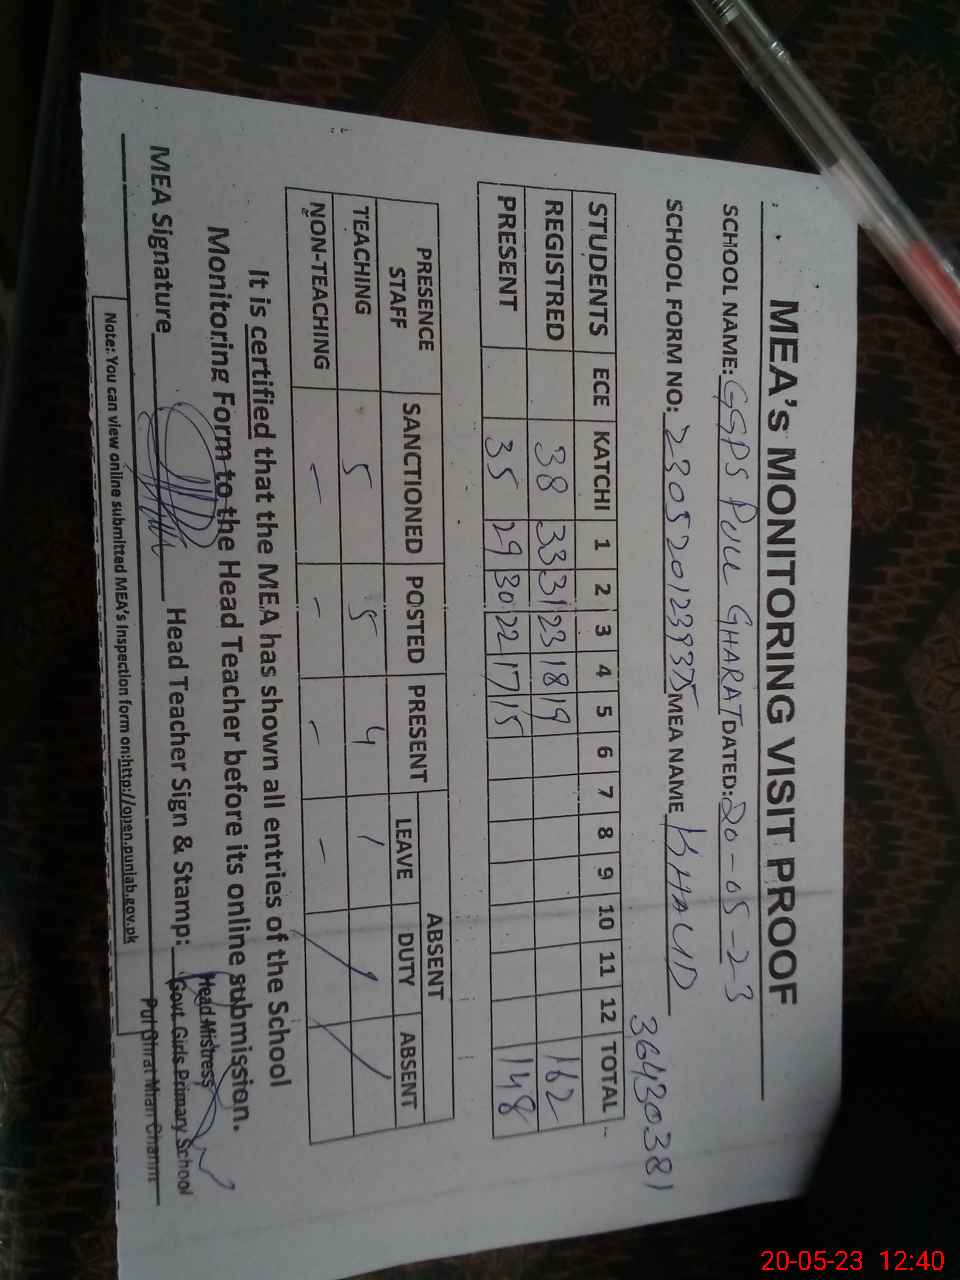 MEA's MONITORING VISIT PROOF
SCHOOL NAME: GGPS PULL GHARAT DATED: 20-05-23
SCHOOL FORM NO: 2305201239375 MEA NAME KHALID
36430381
STUDENTS ECE KATCHI 1 2 3 4 5 6 7 8 9 10 11 12 TOTAL
REGISTRED 38 33 31 23 18 19 162
PRESENT 35 29 30 22 17 15 148
PRESENCE STAFF SANCTIONED POSTED PRESENT ABSENT
LEAVE DUTY ABSENT
TEACHING 5 5 4 1 /
NON-TEACHING - - - - /
It is certified that the MEA has shown all entries of the School
Monitoring Form to the Head Teacher before its online submission.
MEA Signature Head Teacher Sign & Stamp:
Head Mistress
Govt. Girls Primary School
Mian Channu
Note:- You can view online submitted MEA's inspection form on:http://open.punjab.gov.pk
20-05-23 12:40